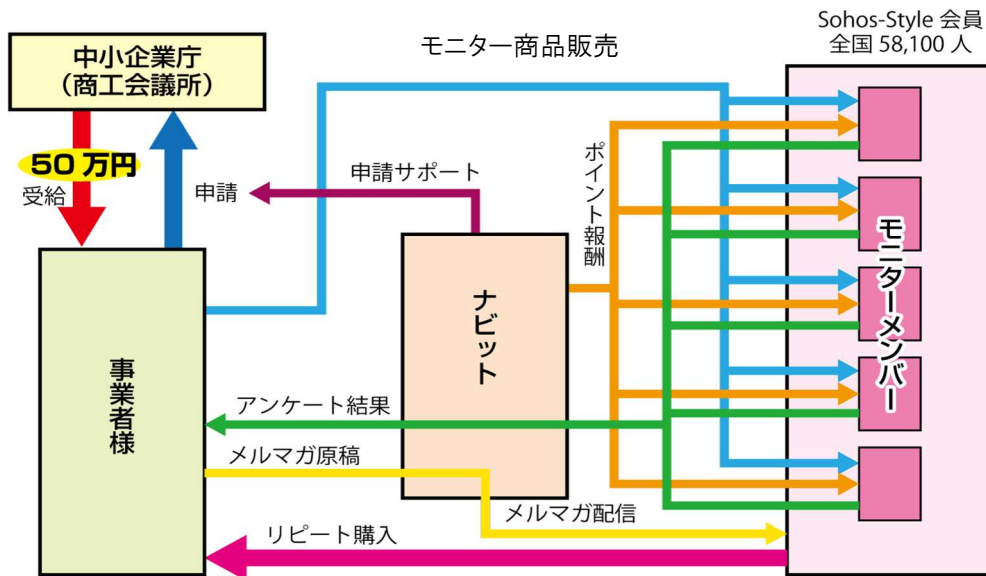 Sohos-Style 会員
全国 58,100 人
モニター商品販売
中小企業庁
（商工会議所）
50 万円
受給
申請
申請サポート
ポイント報酬
モニターメンバー
ナビット
事業者様
アンケート結果
メルマガ原稿
メルマガ配信
リピート購入